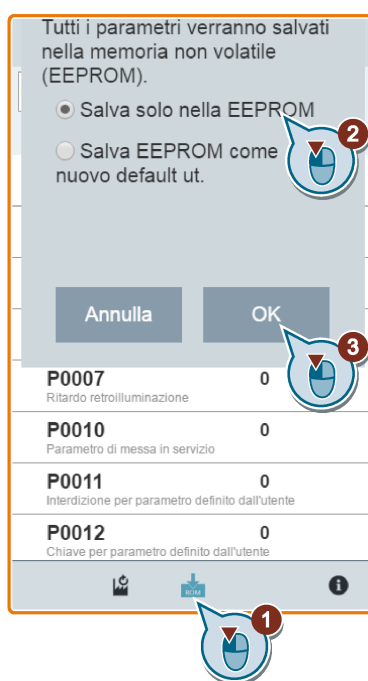 Tutti i parametri verranno salvati
nella memoria non volatile
(EEPROM).
Salva solo nella EEPROM
2
Salva EEPROM come
nuovo default ut.
Annulla
OK
3
P0007 0
Ritardo retroilluminazione
P0010 0
Parametro di messa in servizio
P0011 0
Interdizione per parametro definito dall'utente
P0012 0
Chiave per parametro definito dall'utente
ROM
1